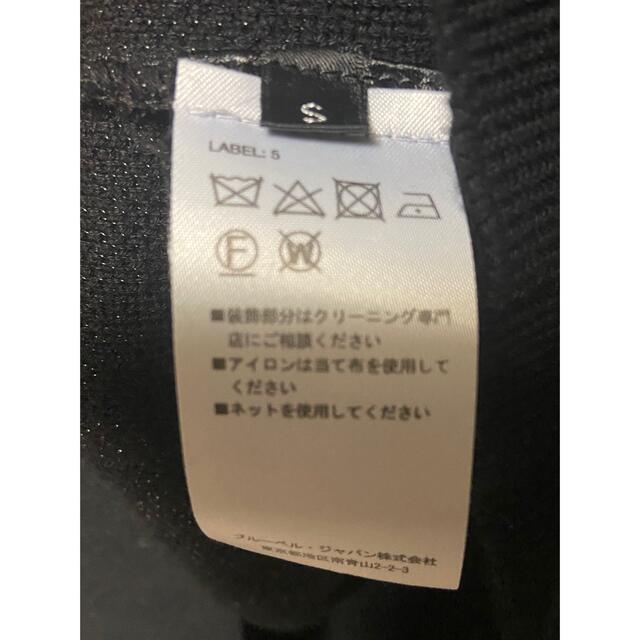 S
LABEL: 5
F W
■装飾部分はクリーニング専門
店にご相談ください
■アイロンは当て布を使用して
ください
■ネットを使用してください
ブルーベル・ジャパン株式会社
東京都港区南青山2-2-3